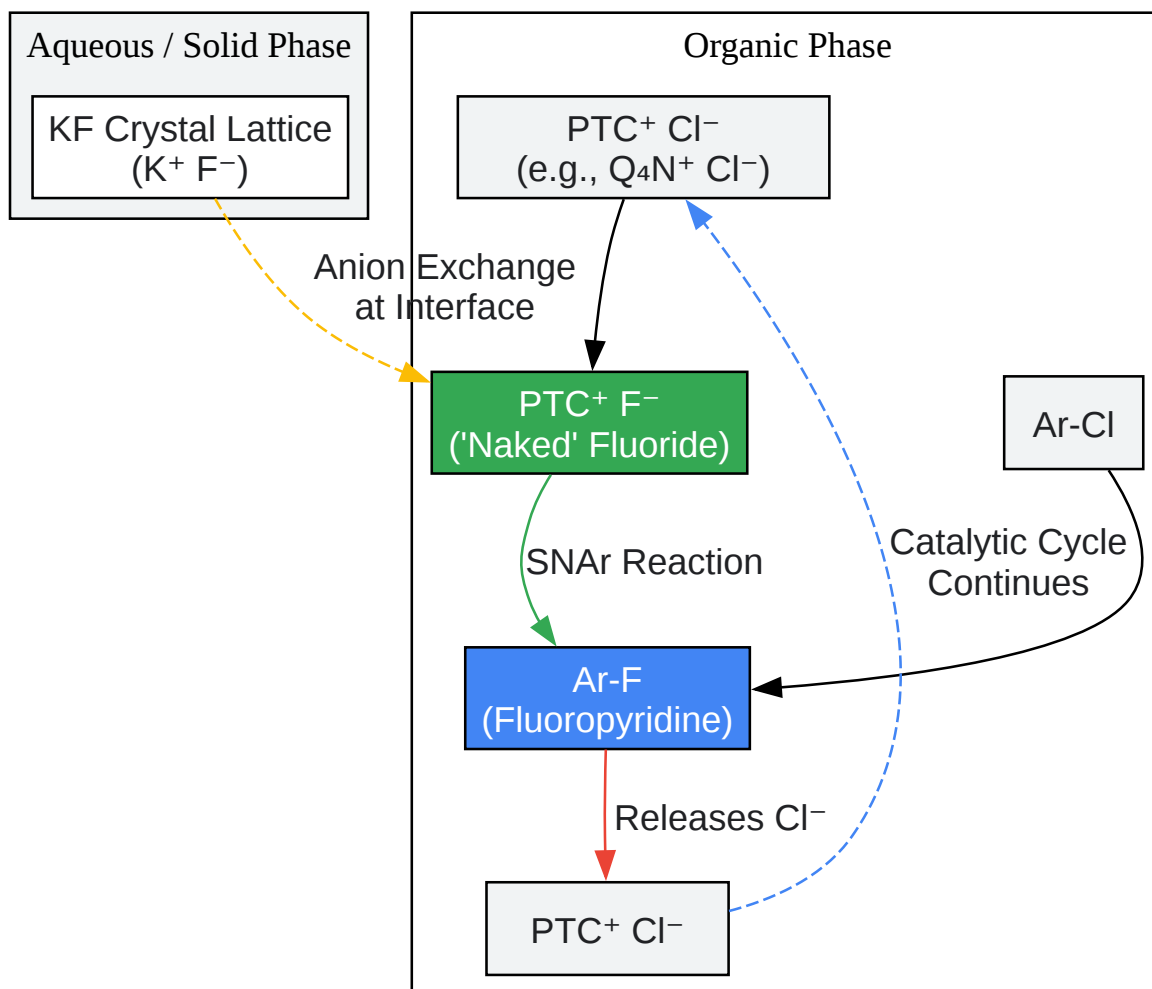 Aqueous / Solid Phase
Organic Phase
KF Crystal Lattice
(K⁺ F⁻)
PTC⁺ Cl⁻
(e.g., Q₄N⁺ Cl⁻)
Anion Exchange
at Interface
PTC⁺ F⁻
('Naked' Fluoride)
Ar-Cl
SNAr Reaction
Catalytic Cycle
Continues
Ar-F
(Fluoropyridine)
Releases Cl⁻
PTC⁺ Cl⁻